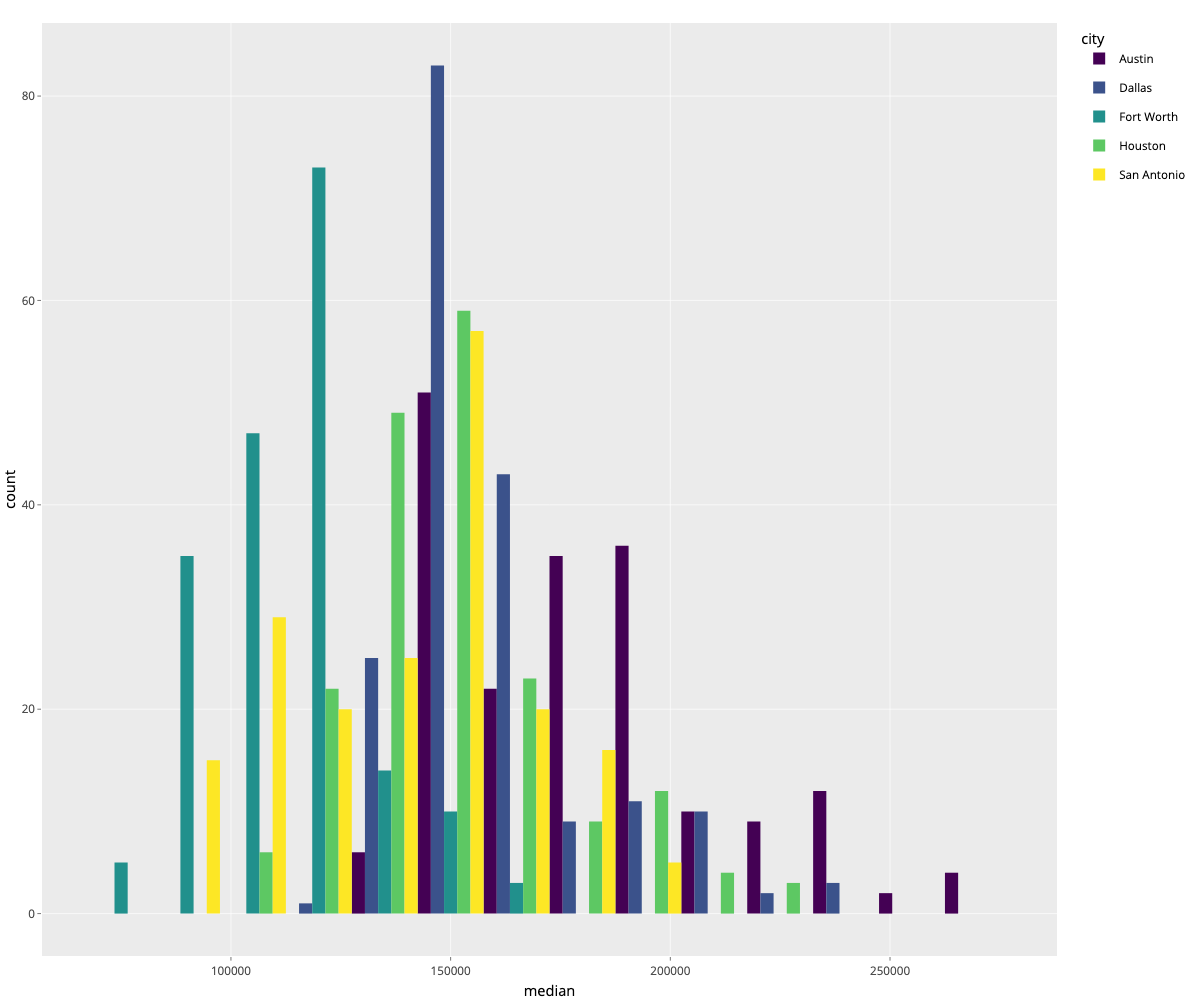 city
Austin
Dallas
Fort Worth
Houston
San Antonio
count
80
60
40
20
0
100000
150000
200000
250000
median